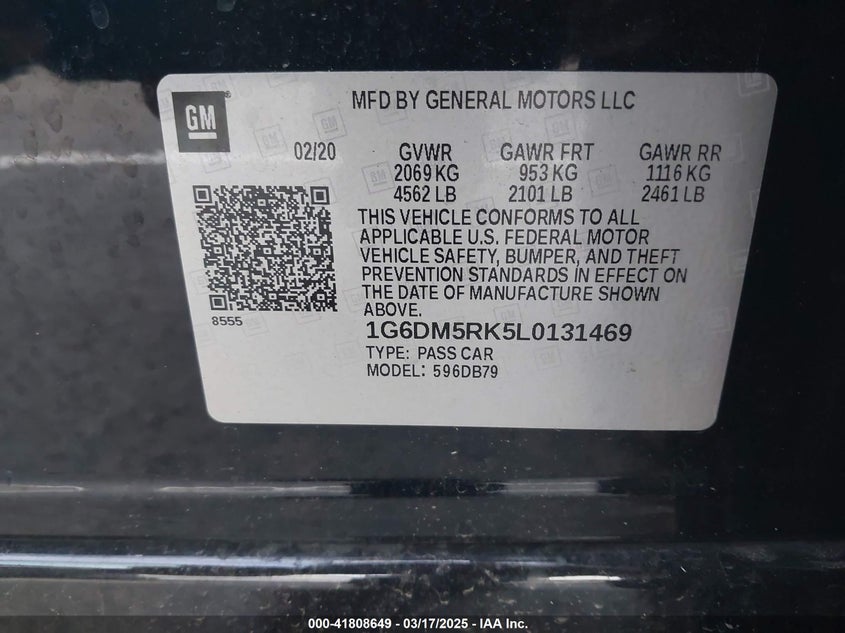 GM
MFD BY GENERAL MOTORS LLC
02/20 GVWR GAWR FRT GAWR RR
2069 KG 953 KG 1116 KG
4562 LB 2101 LB 2461 LB
THIS VEHICLE CONFORMS TO ALL
APPLICABLE U.S. FEDERAL MOTOR
VEHICLE SAFETY, BUMPER, AND THEFT
PREVENTION STANDARDS IN EFFECT ON
THE DATE OF MANUFACTURE SHOWN
ABOVE.
8555
1G6DM5RK5L0131469
TYPE: PASS CAR
MODEL: 596DB79
000-41808649 - 03/17/2025 - IAA Inc.